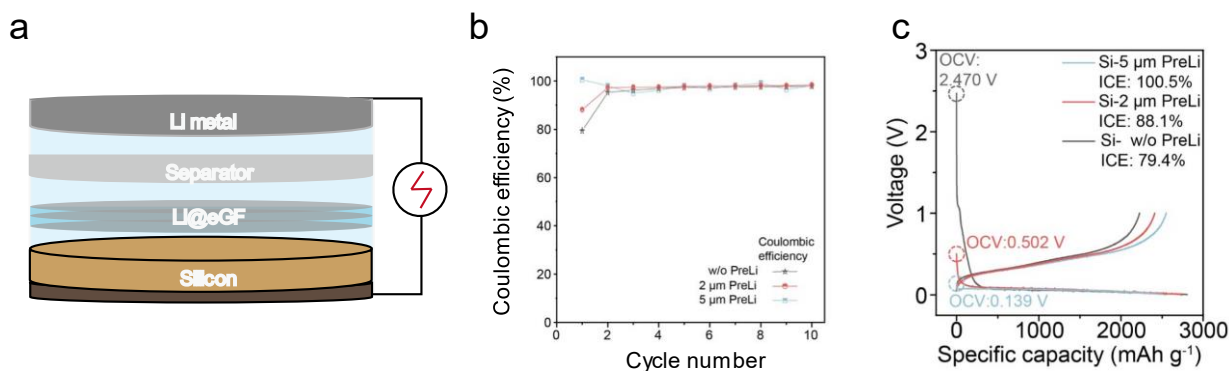 a
LI metal
Separator
LI@eGF
Silicon
b
Coulombic efficiency (%)
100
80
60
40
20
0
Coulombic
efficiency
w/o PreLi
2 μm PreLi
5 μm PreLi
0
2
4
6
8
10
Cycle number
c
Voltage (V)
3
2
1
0
OCV:
2.470 V
Si-5 μm PreLi
ICE: 100.5%
Si-2 μm PreLi
ICE: 88.1%
Si- w/o PreLi
ICE: 79.4%
OCV:0.502 V
OCV:0.139 V
0
1000
2000
3000
Specific capacity (mAh g⁻¹)